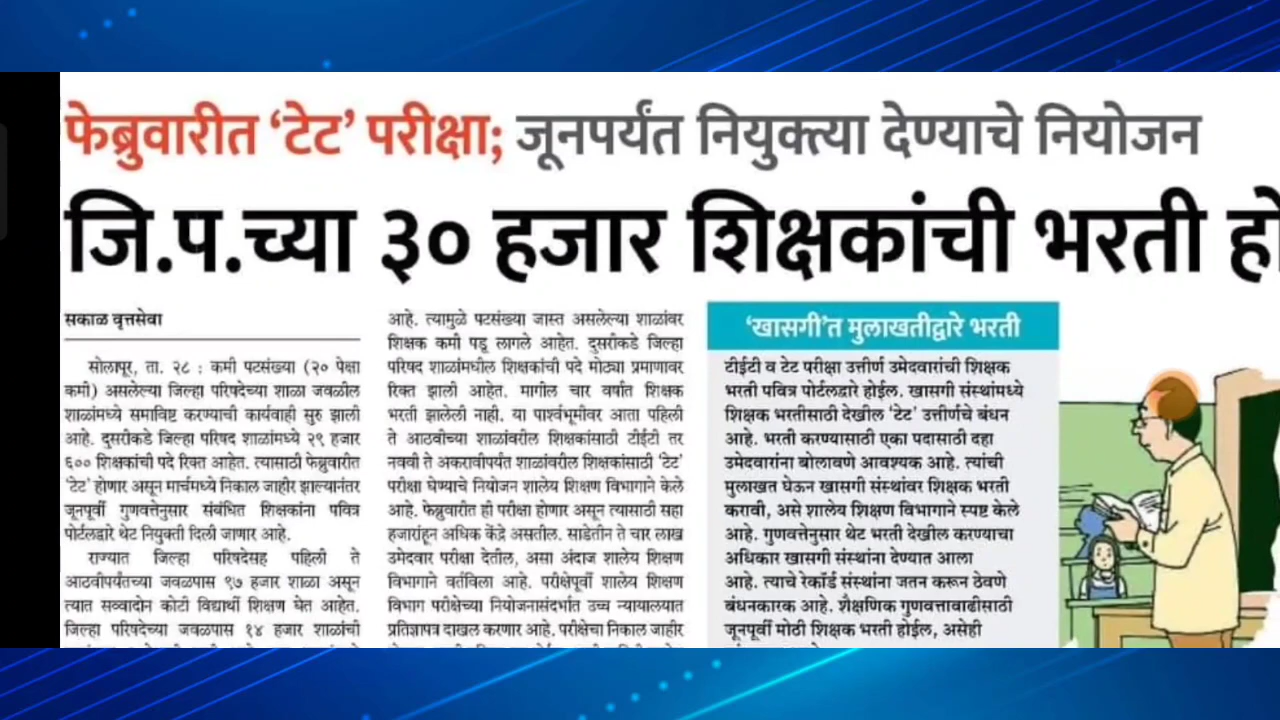 फेब्रुवारीत ‘टेट’ परीक्षा; जूनपर्यंत नियुक्त्या देण्याचे नियोजन
जि.प.च्या ३० हजार शिक्षकांची भरती
सकाळ वृत्तसेवा
सोलापूर, ता. २८ : कमी पटसंख्या (२० पेक्षा
कमी) असलेल्या जिल्हा परिषदेच्या शाळा जवळील
शाळांमध्ये समाविष्ट करण्याची कार्यवाही सुरु झाली
आहे. दुसरीकडे जिल्हा परिषद शाळांमध्ये २९ हजार
६०० शिक्षकांची पदे रिक्त आहेत. त्यासाठी फेब्रुवारीत
‘टेट’ होणार असून मार्चमध्ये निकाल जाहीर झाल्यानंतर
जूनपूर्वी गुणवत्तेनुसार संबंधित शिक्षकांना पवित्र
पोर्टलद्वारे थेट नियुक्ती दिली जाणार आहे.
राज्यात जिल्हा परिषदेसह पहिली ते
आठवीपर्यंतच्या जवळपास ९७ हजार शाळा असून
त्यात सव्वादोन कोटी विद्यार्थी शिक्षण घेत आहेत.
जिल्हा परिषदेच्या जवळपास १४ हजार शाळांची
आहे. त्यामुळे पटसंख्या जास्त असलेल्या शाळांवर
शिक्षक कमी पडू लागले आहेत. दुसरीकडे जिल्हा
परिषद शाळांमधील शिक्षकांची पदे मोठ्या प्रमाणावर
रिक्त झाली आहेत. मागील चार वर्षांत शिक्षक
भरती झालेली नाही. या पार्श्वभूमीवर आता पहिली
ते आठवीच्या शाळांवरील शिक्षकांसाठी टीईटी तर
नववी ते अकरावीपर्यंत शाळांवरील शिक्षकांसाठी ‘टेट’
परीक्षा घेण्याचे नियोजन शालेय शिक्षण विभागाने केले
आहे. फेब्रुवारीत ही परीक्षा होणार असून त्यासाठी सहा
हजारांहून अधिक केंद्रे असतील. साडेतीन ते चार लाख
उमेदवार परीक्षा देतील, असा अंदाज शालेय शिक्षण
विभागाने वर्तविला आहे. परीक्षेपूर्वी शालेय शिक्षण
विभाग परीक्षेच्या नियोजनासंदर्भात उच्च न्यायालयात
प्रतिज्ञापत्र दाखल करणार आहे. परीक्षेचा निकाल जाहीर
‘खासगी’त मुलाखतीद्वारे भरती
टीईटी व टेट परीक्षा उत्तीर्ण उमेदवारांची शिक्षक
भरती पवित्र पोर्टलद्वारे होईल. खासगी संस्थांमध्ये
शिक्षक भरतीसाठी देखील ‘टेट’ उत्तीर्णचे बंधन
आहे. भरती करण्यासाठी एका पदासाठी दहा
उमेदवारांना बोलावणे आवश्यक आहे. त्यांची
मुलाखत घेऊन खासगी संस्थांवर शिक्षक भरती
करावी, असे शालेय शिक्षण विभागाने स्पष्ट केले
आहे. गुणवत्तेनुसार थेट भरती देखील करण्याचा
अधिकार खासगी संस्थांना देण्यात आला
आहे. त्याचे रेकॉर्ड संस्थांना जतन करून ठेवणे
बंधनकारक आहे. शैक्षणिक गुणवत्तावाढीसाठी
जूनपूर्वी मोठी शिक्षक भरती होईल, असेही